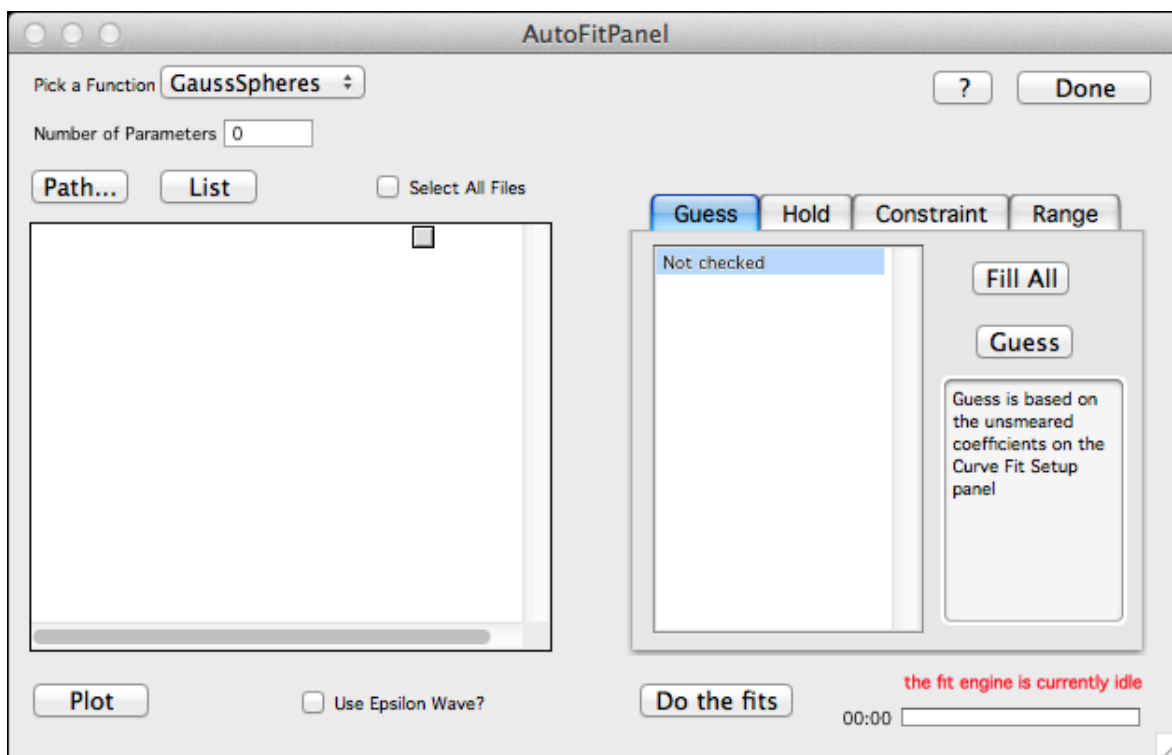 AutoFitPanel
Pick a Function GaussSpheres
? Done
Number of Parameters 0
Path... List Select All Files
Guess Hold Constraint Range
Not checked
Fill All
Guess
Guess is based on
the unsmeared
coefficients on the
Curve Fit Setup
panel
Plot Use Epsilon Wave? Do the fits
the fit engine is currently idle
00:00